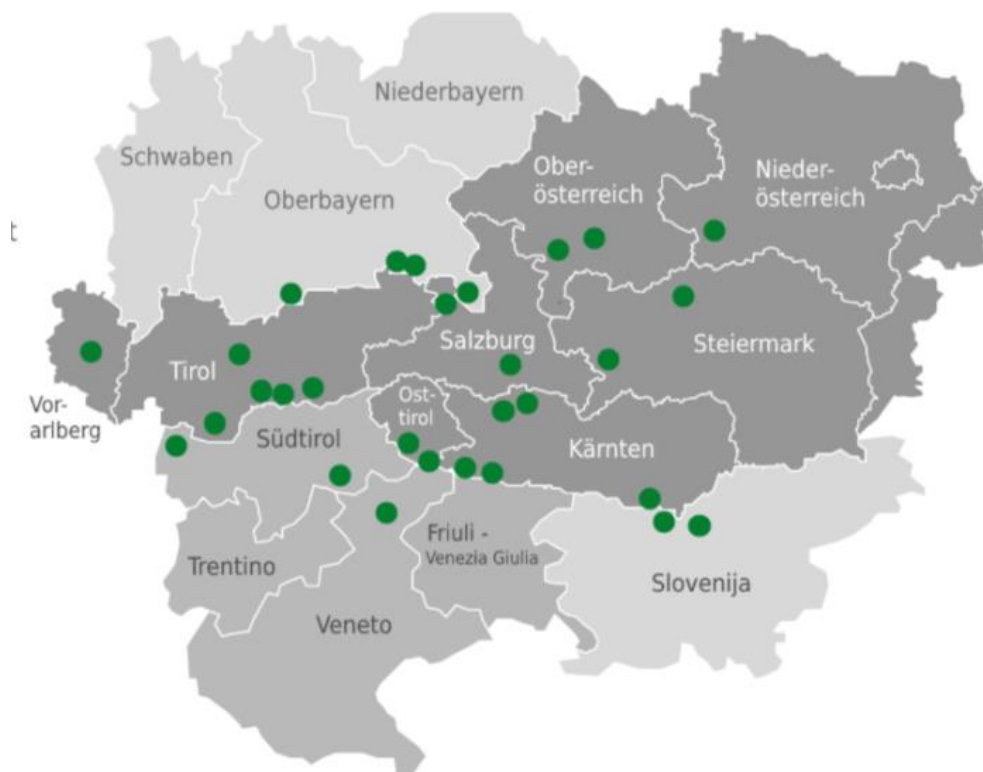 Niederbayern
Schwaben
Oberbayern
Ober-
österreich
Nieder-
österreich
t
Salzburg
Steiermark
Tirol
Ost-
tirol
Vor-
arlberg
Südtirol
Kärnten
Friuli -
Venezia Giulia
Trentino
Slovenija
Veneto